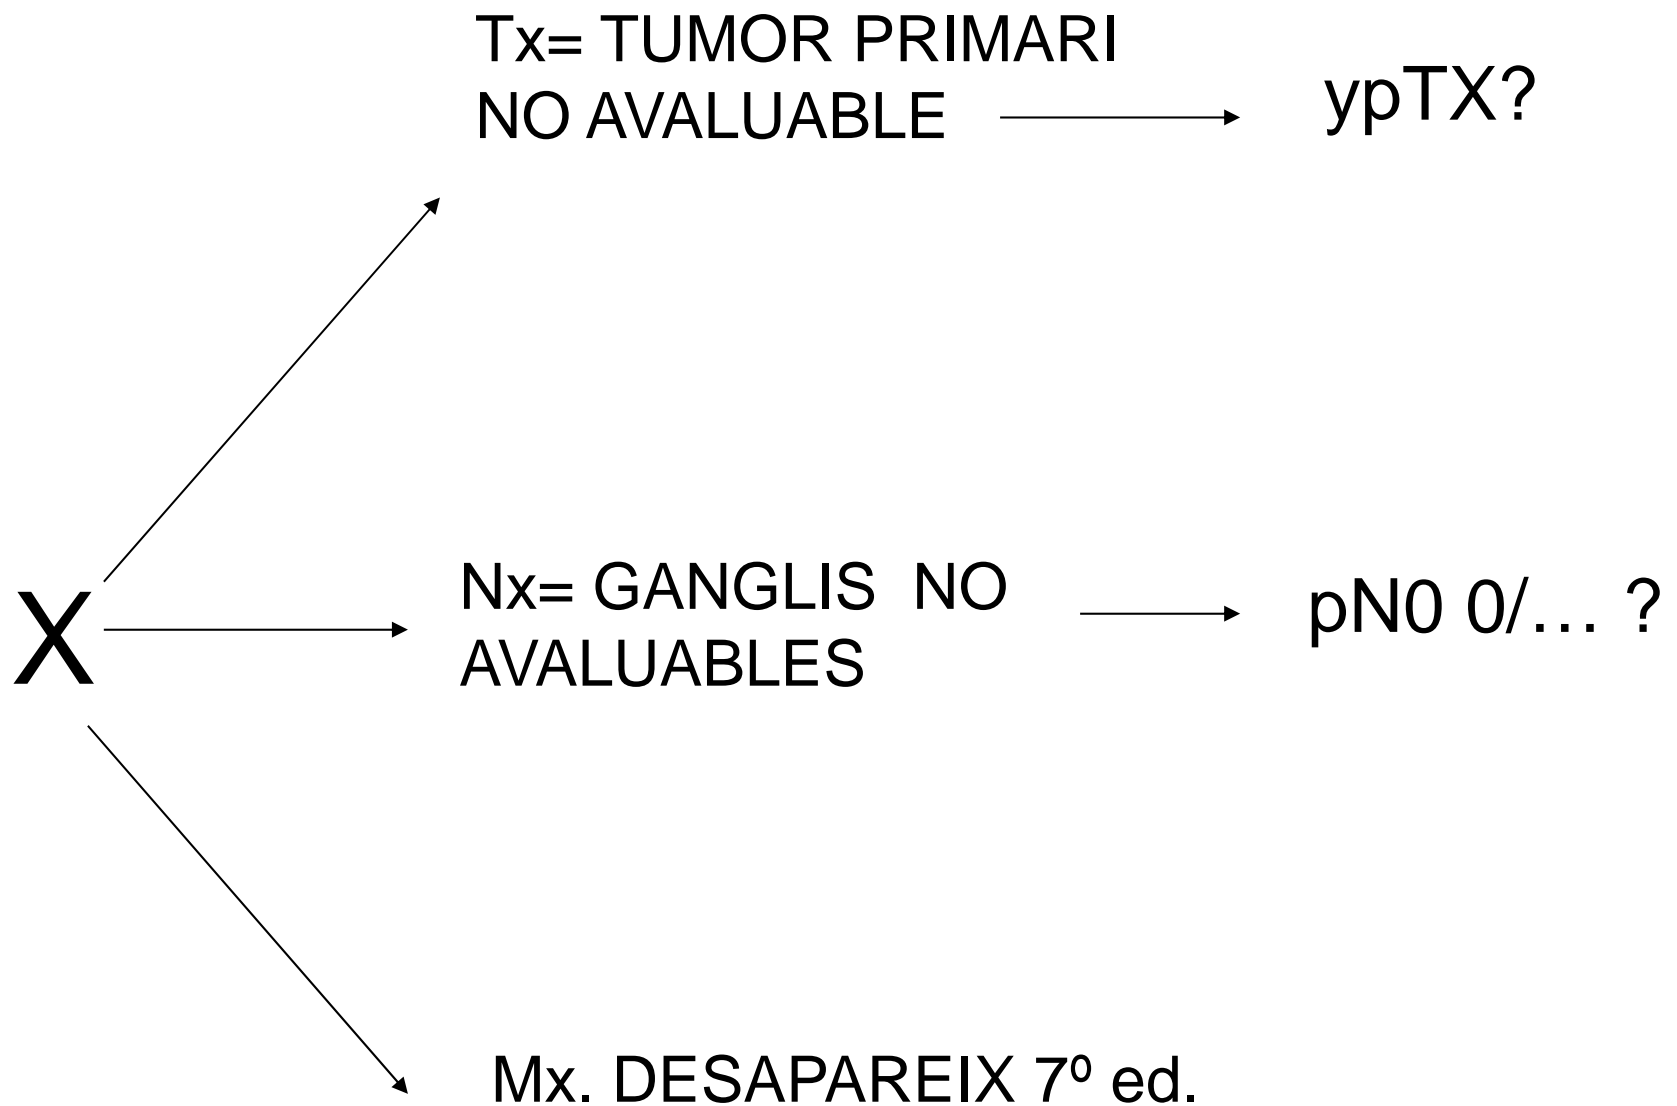 Tx= TUMOR PRIMARI
NO AVALUABLE
ypTX?
X
Nx= GANGLIS NO
AVALUABLES
pN0 0/... ?
Mx. DESAPAREIX 7º ed.